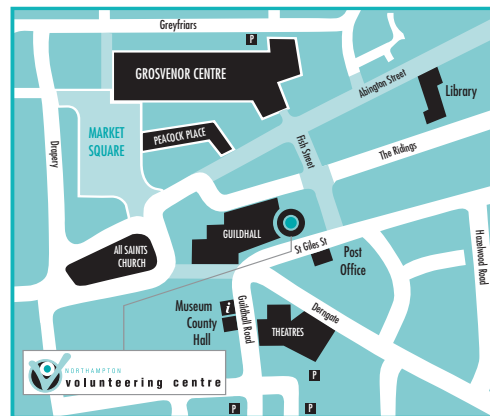 Greyfriars
P
GROSVENOR CENTRE
Abington Street
Library
MARKET
SQUARE
PEACOCK PLACE
Drapery
Fish Street
The Ridings
GUILDHALL
All SAINTS
CHURCH
St Giles St
Post
Office
Hazelwood Road
Museum
County
Hall
i
Guildhall Road
THEATRES
Derngate
NORTHAMPTON
volunteering centre
P
P
P